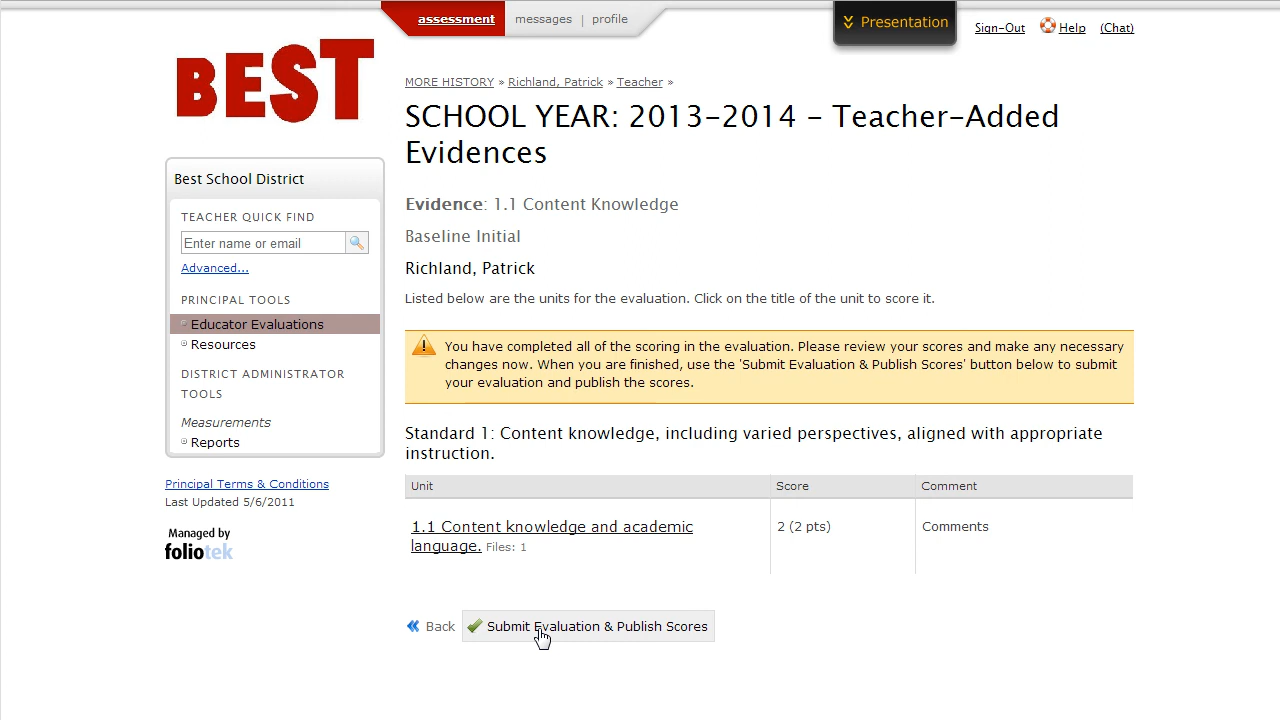 assessment messages | profile
Presentation
Sign-Out Help (Chat)
BEST
MORE HISTORY » Richland, Patrick » Teacher »
SCHOOL YEAR: 2013-2014 - Teacher-Added
Evidences
Best School District
TEACHER QUICK FIND
Enter name or email
Advanced...
PRINCIPAL TOOLS
Educator Evaluations
Resources
DISTRICT ADMINISTRATOR
TOOLS
Measurements
Reports
Principal Terms & Conditions
Last Updated 5/6/2011
Managed by
foliotek
Evidence: 1.1 Content Knowledge
Baseline Initial
Richland, Patrick
Listed below are the units for the evaluation. Click on the title of the unit to score it.
You have completed all of the scoring in the evaluation. Please review your scores and make any necessary
changes now. When you are finished, use the 'Submit Evaluation & Publish Scores' button below to submit
your evaluation and publish the scores.
Standard 1: Content knowledge, including varied perspectives, aligned with appropriate
instruction.
Unit Score Comment
1.1 Content knowledge and academic 2 (2 pts) Comments
language. Files: 1
Back Submit Evaluation & Publish Scores